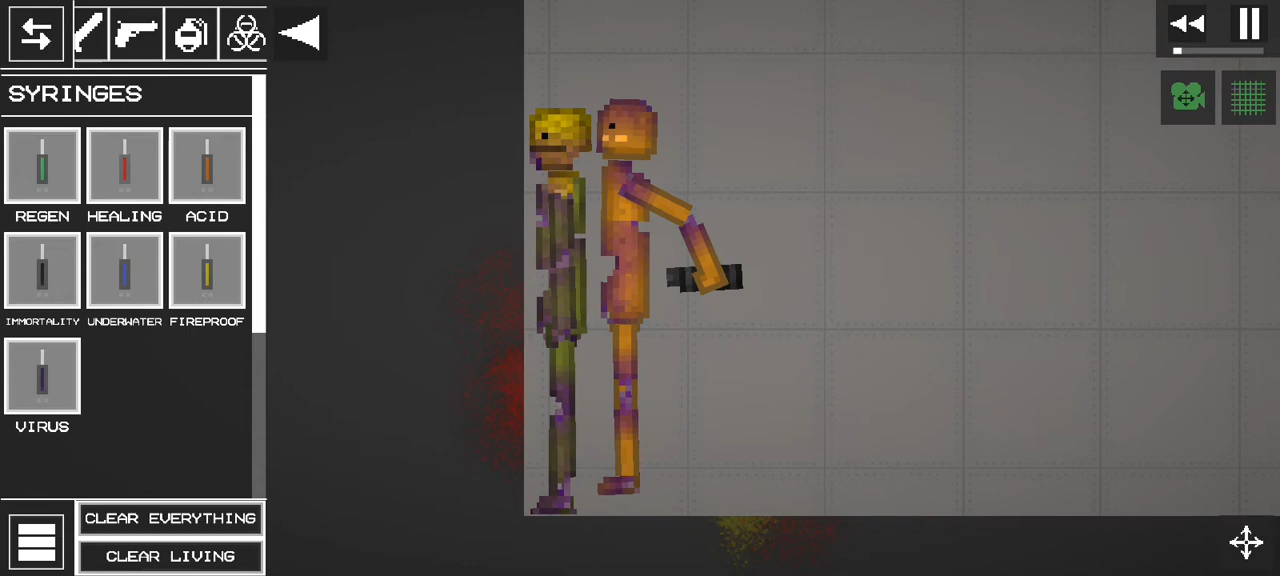 SYRINGES
REGEN HEALING ACID
IMMORTALITY UNDERWATER FIREPROOF
VIRUS
CLEAR EVERYTHING
CLEAR LIVING